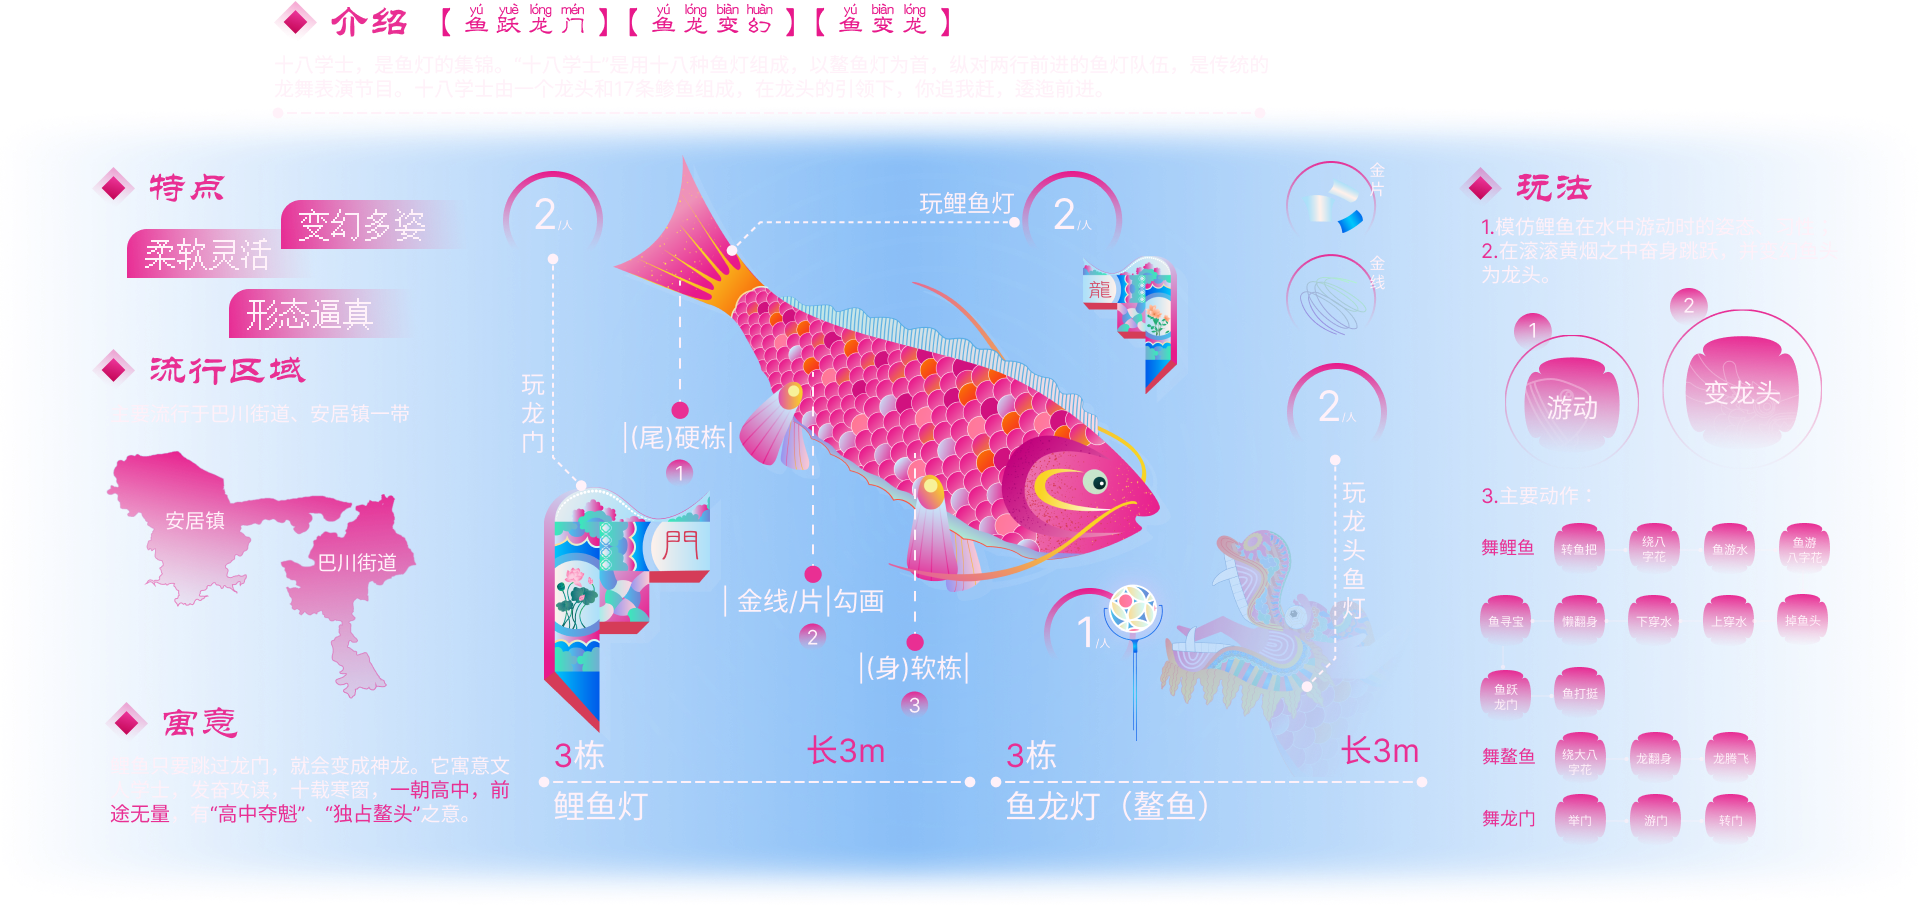 介绍 【鱼跃龙门】【鱼龙变幻】【鱼变龙】
yú yuè lóng mén yú lóng biàn huàn yú biàn lóng
十八学士，是鱼灯的集锦。“十八学士”是用十八种鱼灯组成，以鳌鱼灯为首，纵对两行前进的鱼灯队伍，是传统的
龙舞表演节目。十八学士由一个龙头和17条鲹鱼组成，在龙头的引领下，你追我赶，逶迤前进。
特点
变幻多姿
柔软灵活
形态逼真
流行区域
流行于巴川街道、安居镇一带
安居镇
巴川街道
寓意
跳过龙门，就会变成神龙。它寓意文
、发奋攻读，十载寒窗，一朝高中，前
途无量 有“高中夺魁”、“独占鳌头”之意。
2/人
玩龙门
玩鲤鱼灯
2/人
龍
|(尾)硬栋|
1
門
|金线/片|勾画
2
|(身)软栋|
3
3栋
长3m
鲤鱼灯
金片
金线
2/人
玩龙头鱼灯
1/人
3栋
长3m
鱼龙灯（鳌鱼）
玩法
1.模仿鲤鱼在水中游动时的
2.在滚滚黄烟之中奋身跳跃，
为龙头。
1
游动
2
变龙头
3.主要动作：
舞鲤鱼
转鱼把
绕八
字花
鱼游水
鱼游
八字花
鱼寻宝
懒翻身
下穿水
上穿水
掉鱼头
鱼跃
龙门
鱼打挺
舞鳌鱼
绕大八
字花
龙翻身
龙腾飞
舞龙门
举门
游门
转门